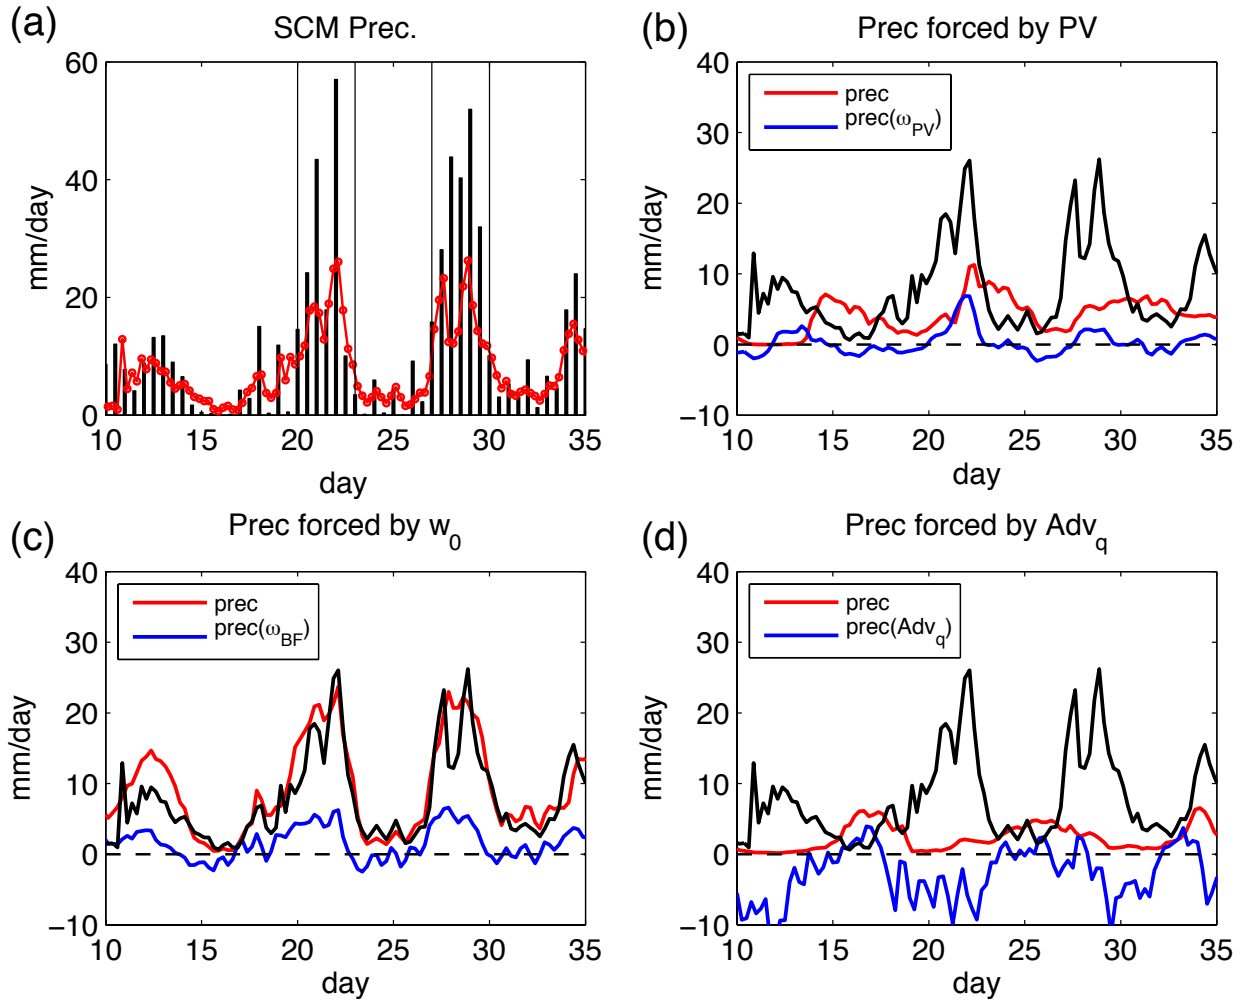 (a)
SCM Prec.
60
40
20
0
mm/day
10
15
20
25
30
35
day
(b)
Prec forced by PV
40
30
20
10
0
−10
mm/day
prec
prec(ω_PV)
10
15
20
25
30
35
day
(c)
Prec forced by w_0
40
30
20
10
0
−10
mm/day
prec
prec(ω_BF)
10
15
20
25
30
35
day
(d)
Prec forced by Adv_q
40
30
20
10
0
−10
mm/day
prec
prec(Adv_q)
10
15
20
25
30
35
day